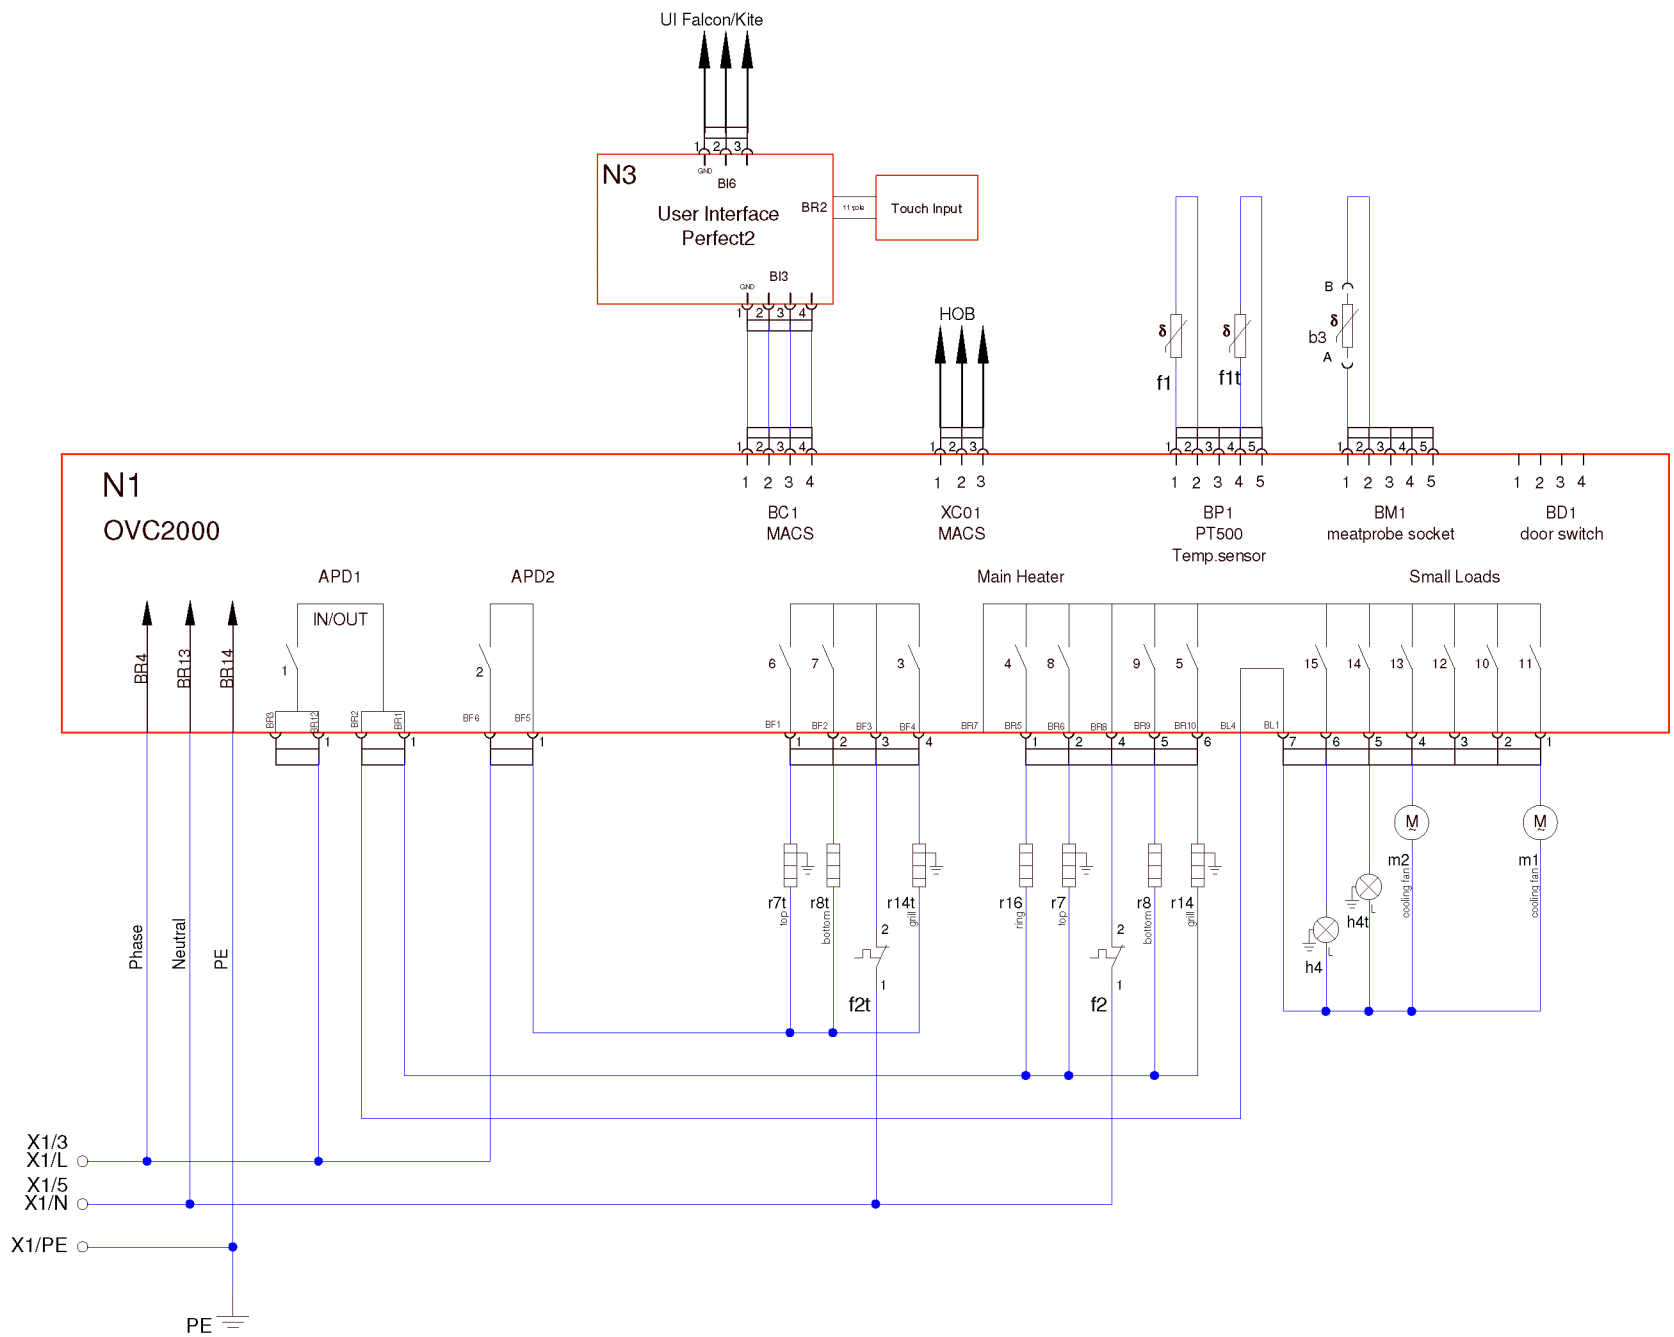 UI Falcon/Kite
1 2 3
N3
GND
BI6
User Interface
Perfect2
BR2
11 pole
Touch Input
BI3
GND
1 2 3 4
HOB
δ
f1
δ
f1t
B
δ
b3
A
1 2 3 4
1 2 3
1 2 3 4 5
1 2 3 4 5
N1
OVC2000
1 2 3 4
1 2 3
1 2 3 4 5
1 2 3 4 5
1 2 3 4
BC1
MACS
XC01
MACS
BP1
PT500
Temp.sensor
BM1
meatprobe socket
BD1
door switch
APD1
APD2
Main Heater
Small Loads
IN/OUT
BR4
BR13
BR14
1
2
6 7 3
4 8 9 5
15 14 13 12 10 11
BR3 BR12 BR2 BR1
BF6 BF5
BF1 BF2 BF3 BF4
BR7 BR5 BR6 BR8 BR9 BR10
BL4 BL1
1 1 1
1 2 3 4
1 2 4 5 6
7 6 5 4 3 2 1
M
~
m2
cooling fan
M
~
m1
cooling fan
r7t
top
r8t
bottom
r14t
grill
r16
ring
r7
top
r8
bottom
r14
grill
h4t
L
h4
L
2
f2t
1
2
f2
1
Phase
Neutral
PE
X1/3
X1/L
X1/5
X1/N
X1/PE
PE